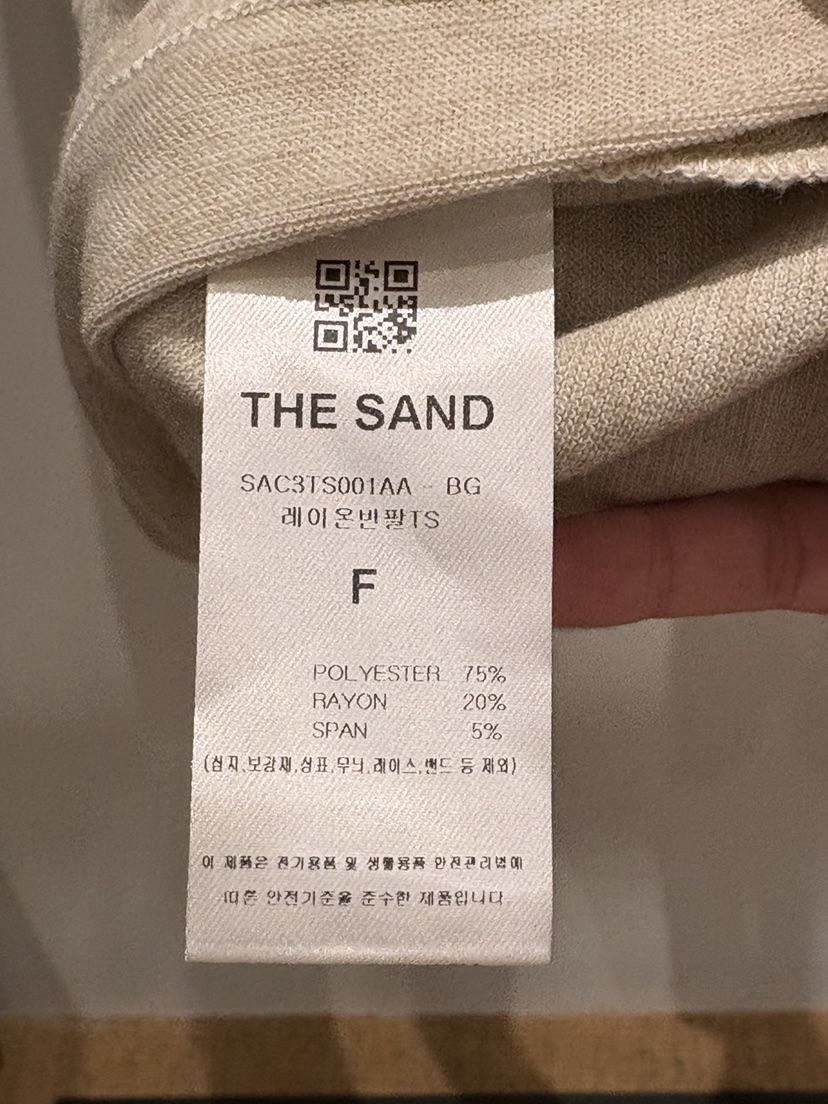 THE SAND
SAC3TS001AA - BG
레이온반팔TS
F
POLYESTER 75%
RAYON 20%
SPAN 5%
(심지,보강재,상표,무늬,레이스,밴드 등 제외)
이 제품은 전기용품 및 생활용품 안전관리법에
따른 안전기준을 준수한 제품입니다